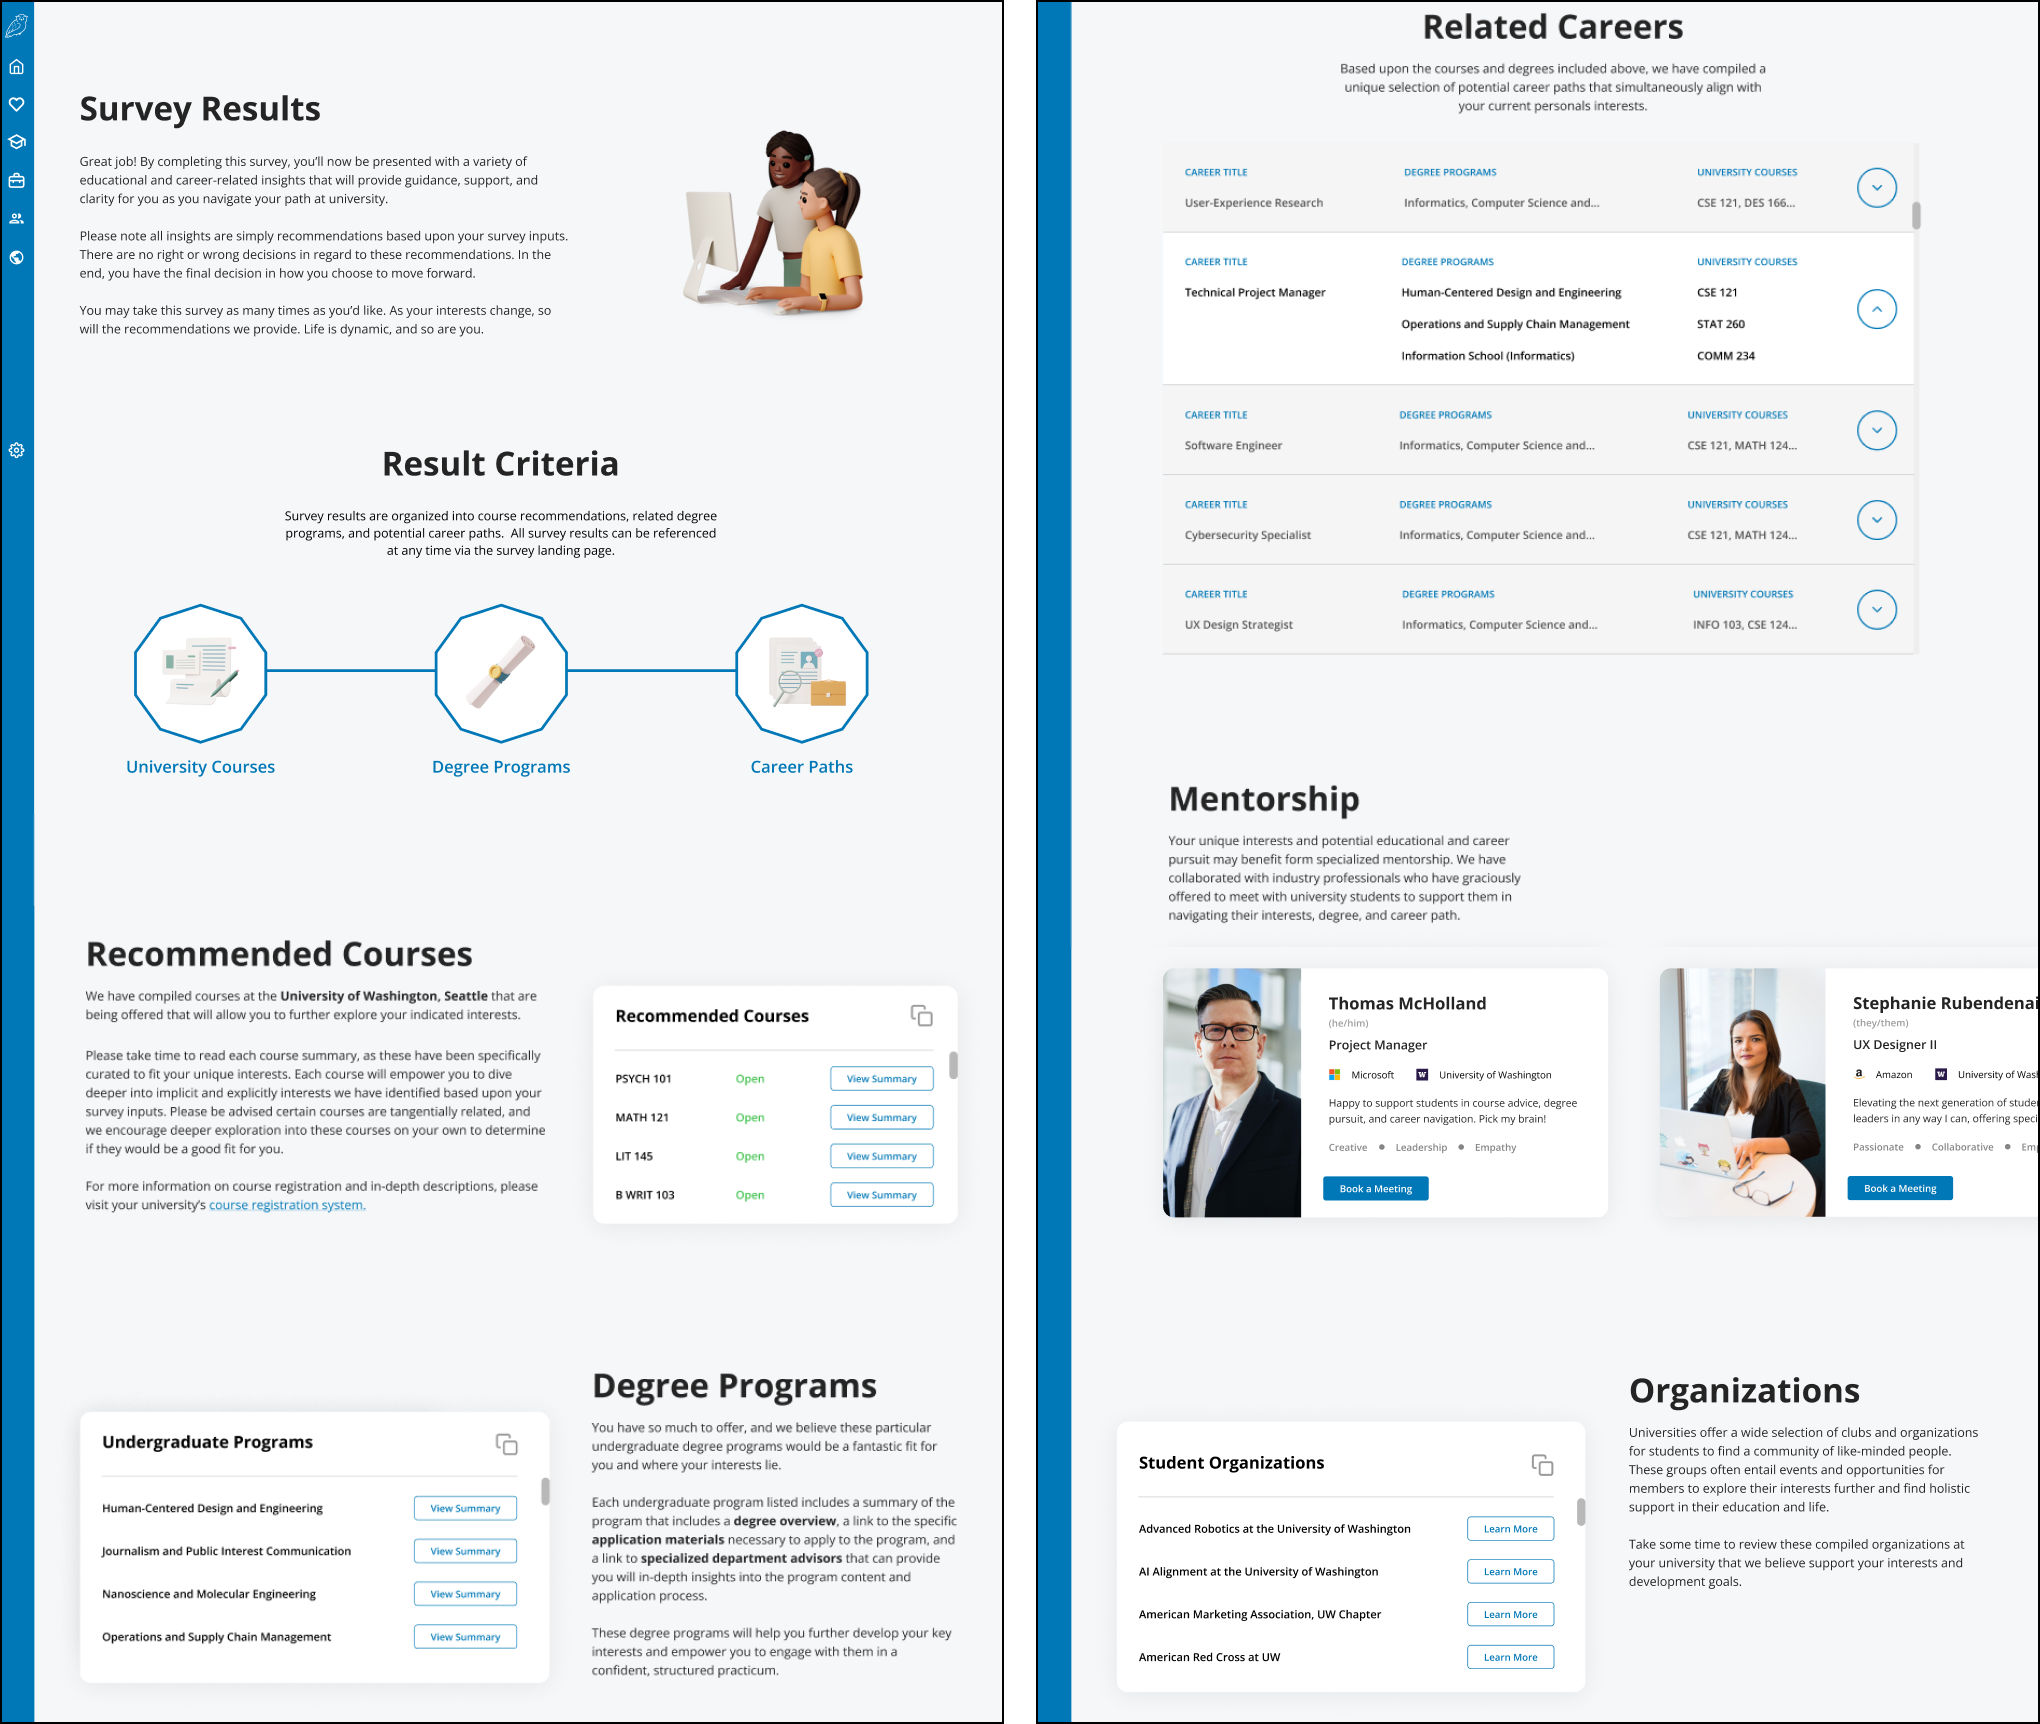 Survey Results
Great job! By completing this survey, you'll now be presented with a variety of
educational and career-related insights that will provide guidance, support, and
clarity for you as you navigate your path at university.
Please note all insights are simply recommendations based upon your survey inputs.
There are no right or wrong decisions in regard to these recommendations. In the
end, you have the final decision in how you choose to move forward.
You may take this survey as many times as you'd like. As your interests change, so
will the recommendations we provide. Life is dynamic, and so are you.
Result Criteria
Survey results are organized into course recommendations, related degree
programs, and potential career paths. All survey results can be referenced
at any time via the survey landing page.
University Courses
Degree Programs
Career Paths
Recommended Courses
We have compiled courses at the University of Washington, Seattle that are
being offered that will allow you to further explore your indicated interests.
Please take time to read each course summary, as these have been specifically
curated to fit your unique interests. Each course will empower you to dive
deeper into implicit and explicitly interests we have identified based upon your
survey inputs. Please be advised certain courses are tangentially related, and
we encourage deeper exploration into these courses on your own to determine
if they would be a good fit for you.
For more information on course registration and in-depth descriptions, please
visit your university's course registration system.
Recommended Courses
PSYCH 101 Open View Summary
MATH 121 Open View Summary
LIT 145 Open View Summary
B WRIT 103 Open View Summary
Undergraduate Programs
Human-Centered Design and Engineering View Summary
Journalism and Public Interest Communication View Summary
Nanoscience and Molecular Engineering View Summary
Operations and Supply Chain Management View Summary
Degree Programs
You have so much to offer, and we believe these particular
undergraduate degree programs would be a fantastic fit for
you and where your interests lie.
Each undergraduate program listed includes a summary of the
program that includes a degree overview, a link to the specific
application materials necessary to apply to the program, and
a link to specialized department advisors that can provide
you will in-depth insights into the program content and
application process.
These degree programs will help you further develop your key
interests and empower you to engage with them in a
confident, structured practicum.
Related Careers
Based upon the courses and degrees included above, we have compiled a
unique selection of potential career paths that simultaneously align with
your current personals interests.
CAREER TITLE DEGREE PROGRAMS UNIVERSITY COURSES
User-Experience Research Informatics, Computer Science and... CSE 121, DES 166...
CAREER TITLE DEGREE PROGRAMS UNIVERSITY COURSES
Technical Project Manager Human-Centered Design and Engineering CSE 121
Operations and Supply Chain Management STAT 260
Information School (Informatics) COMM 234
CAREER TITLE DEGREE PROGRAMS UNIVERSITY COURSES
Software Engineer Informatics, Computer Science and... CSE 121, MATH 124...
CAREER TITLE DEGREE PROGRAMS UNIVERSITY COURSES
Cybersecurity Specialist Informatics, Computer Science and... CSE 121, MATH 124...
CAREER TITLE DEGREE PROGRAMS UNIVERSITY COURSES
UX Design Strategist Informatics, Computer Science and... INFO 103, CSE 124...
Mentorship
Your unique interests and potential educational and career
pursuit may benefit form specialized mentorship. We have
collaborated with industry professionals who have graciously
offered to meet with university students to support them in
navigating their interests, degree, and career path.
Thomas McHolland
(he/him)
Project Manager
Microsoft W University of Washington
Happy to support students in course advice, degree
pursuit, and career navigation. Pick my brain!
Creative • Leadership • Empathy
Book a Meeting
Stephanie Rubendenai
(they/them)
UX Designer II
a Amazon W University of Was
Elevating the next generation of stude
leaders in any way I can, offering speci
Passionate • Collaborative • Em
Book a Meeting
Student Organizations
Advanced Robotics at the University of Washington Learn More
AI Alignment at the University of Washington Learn More
American Marketing Association, UW Chapter Learn More
American Red Cross at UW Learn More
Organizations
Universities offer a wide selection of clubs and organizations
for students to find a community of like-minded people.
These groups often entail events and opportunities for
members to explore their interests further and find holistic
support in their education and life.
Take some time to review these compiled organizations at
your university that we believe support your interests and
development goals.